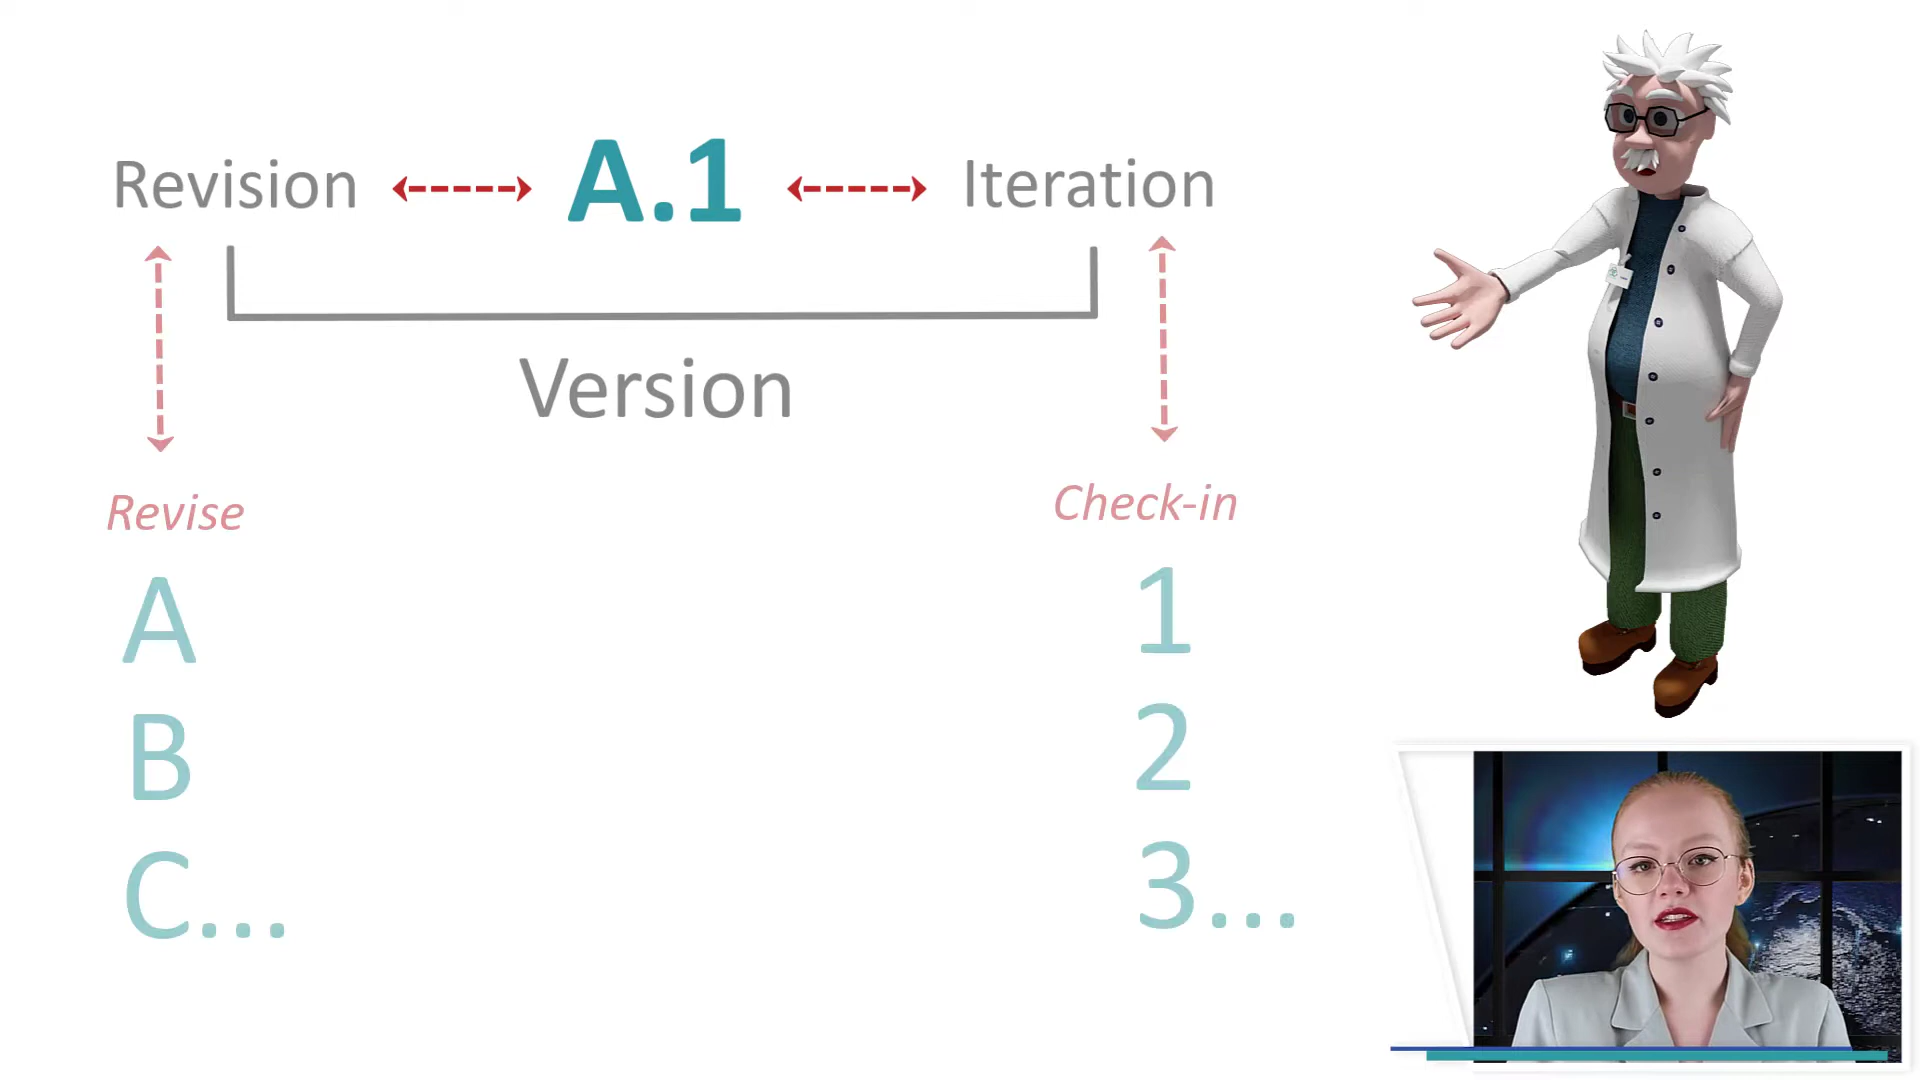 Revision A.1 Iteration
Version
Revise Check-in
A 1
B 2
C... 3...